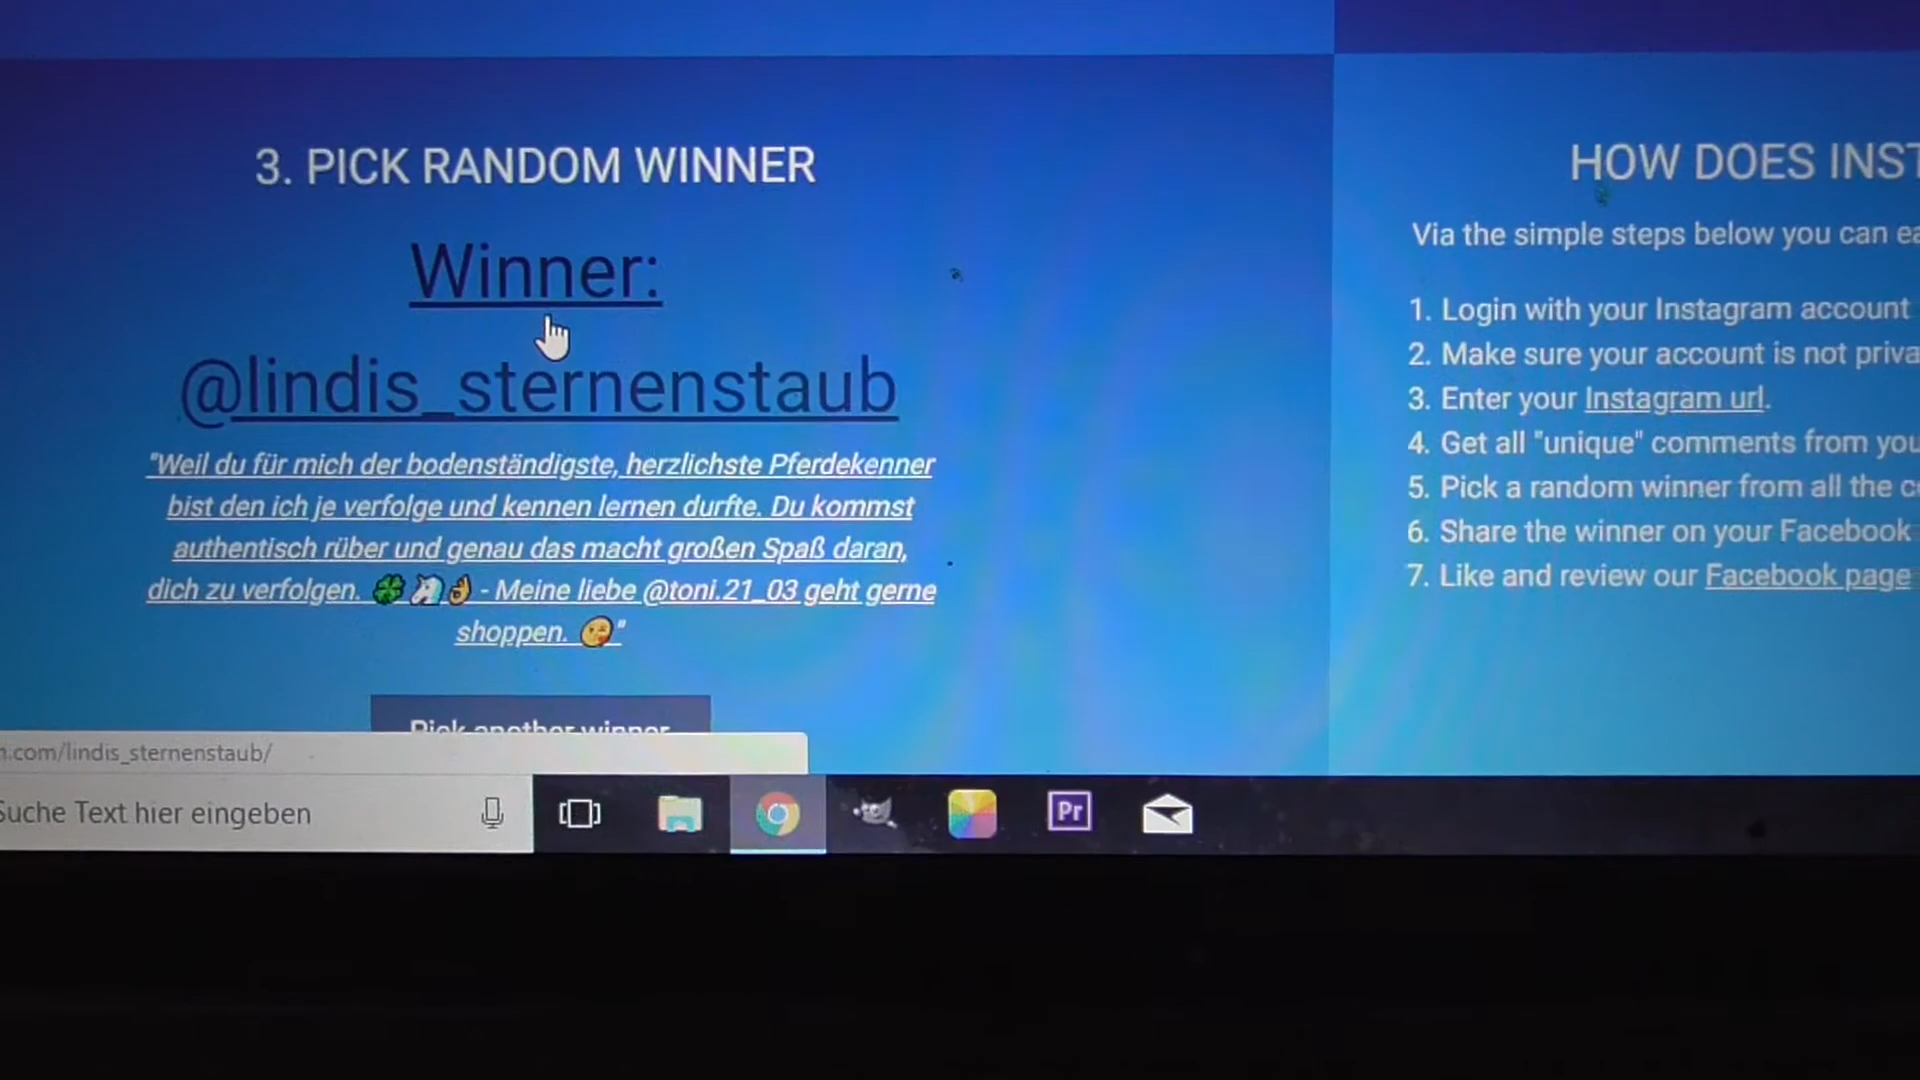 3. PICK RANDOM WINNER
Winner:
@lindis_sternenstaub
"Weil du für mich der bodenständigste, herzlichste Pferdekenner
bist den ich je verfolge und kennen lernen durfte. Du kommst
authentisch rüber und genau das macht großen Spaß daran,
dich zu verfolgen. 🍀🦄👌 - Meine liebe @toni.21_03 geht gerne
shoppen. 😘"
Pick another winner
HOW DOES INST
Via the simple steps below you can ea
1. Login with your Instagram account
2. Make sure your account is not priva
3. Enter your Instagram url.
4. Get all "unique" comments from you
5. Pick a random winner from all the c
6. Share the winner on your Facebook
7. Like and review our Facebook page
.com/lindis_sternenstaub/
Suche Text hier eingeben
Pr